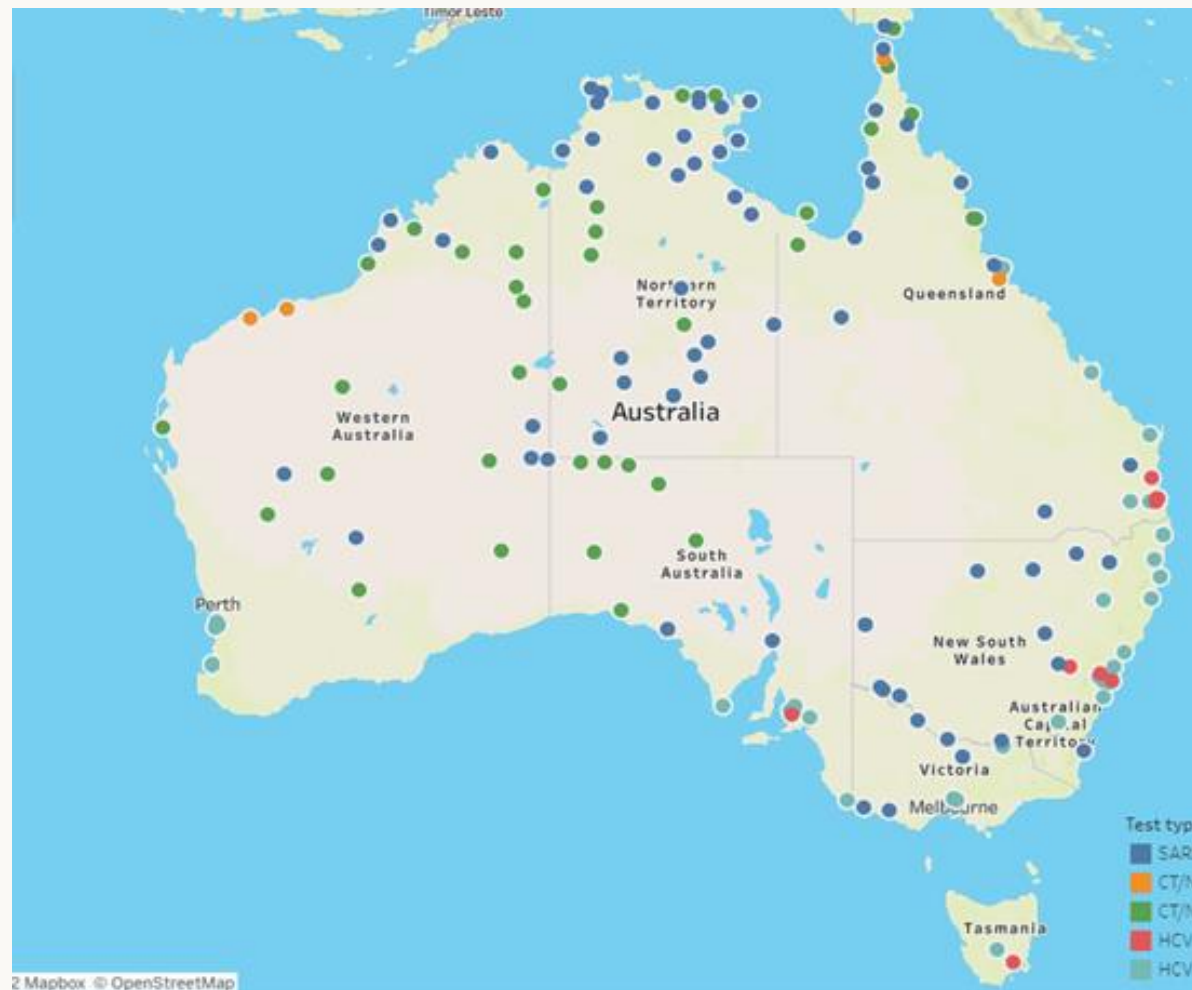 Timor Leste
Northern
Territory
Queensland
Australia
Western
Australia
South
Australia
Perth
New South
Wales
Australian
Capital
Territory
Victoria
Melbourne
Test typ
SAR
CT/N
CT/N
HCV
HCV
Tasmania
2 Mapbox © OpenStreetMap